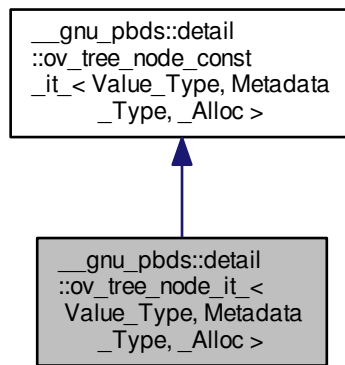 __gnu_pbds::detail
::ov_tree_node_const
_it_< Value_Type, Metadata
_Type, _Alloc >
__gnu_pbds::detail
::ov_tree_node_it_<
Value_Type, Metadata
_Type, _Alloc >